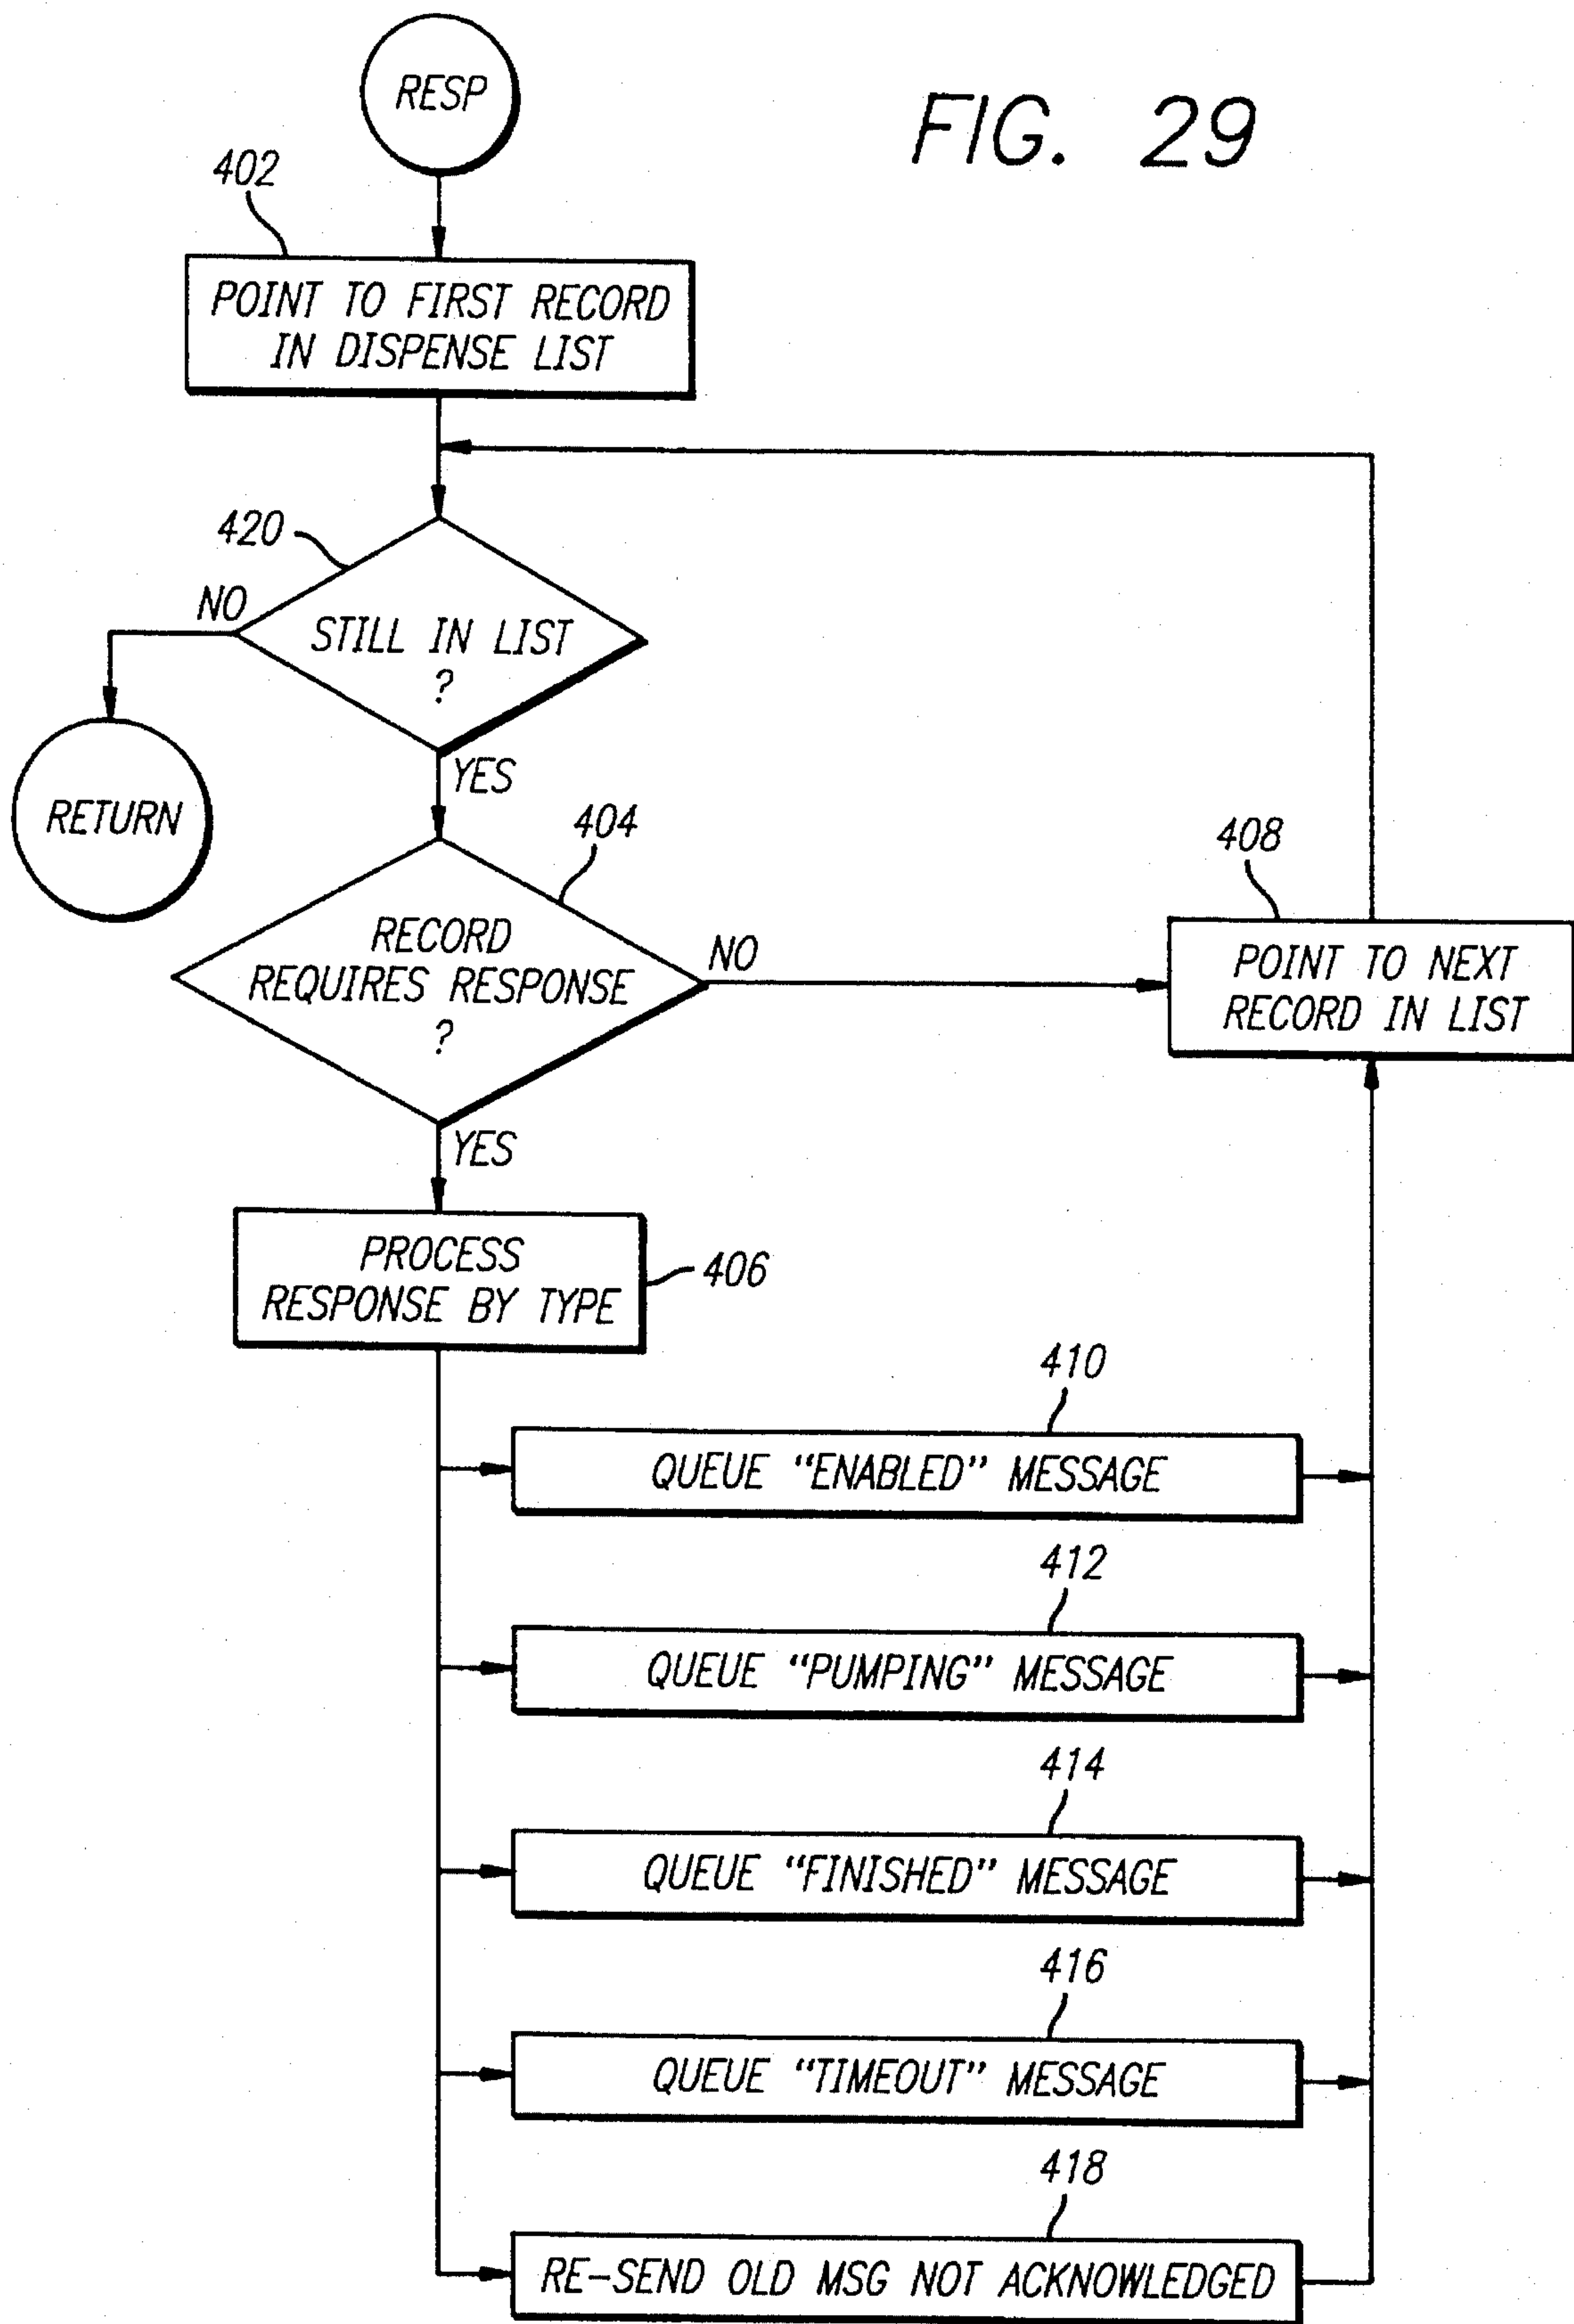 RESP
FIG. 29
402
POINT TO FIRST RECORD
IN DISPENSE LIST
420
NO
STILL IN LIST
?
YES
RETURN
404
RECORD
REQUIRES RESPONSE
?
NO
408
POINT TO NEXT
RECORD IN LIST
YES
PROCESS
RESPONSE BY TYPE
406
410
QUEUE “ENABLED” MESSAGE
412
QUEUE “PUMPING” MESSAGE
414
QUEUE “FINISHED” MESSAGE
416
QUEUE “TIMEOUT” MESSAGE
418
RE-SEND OLD MSG NOT ACKNOWLEDGED